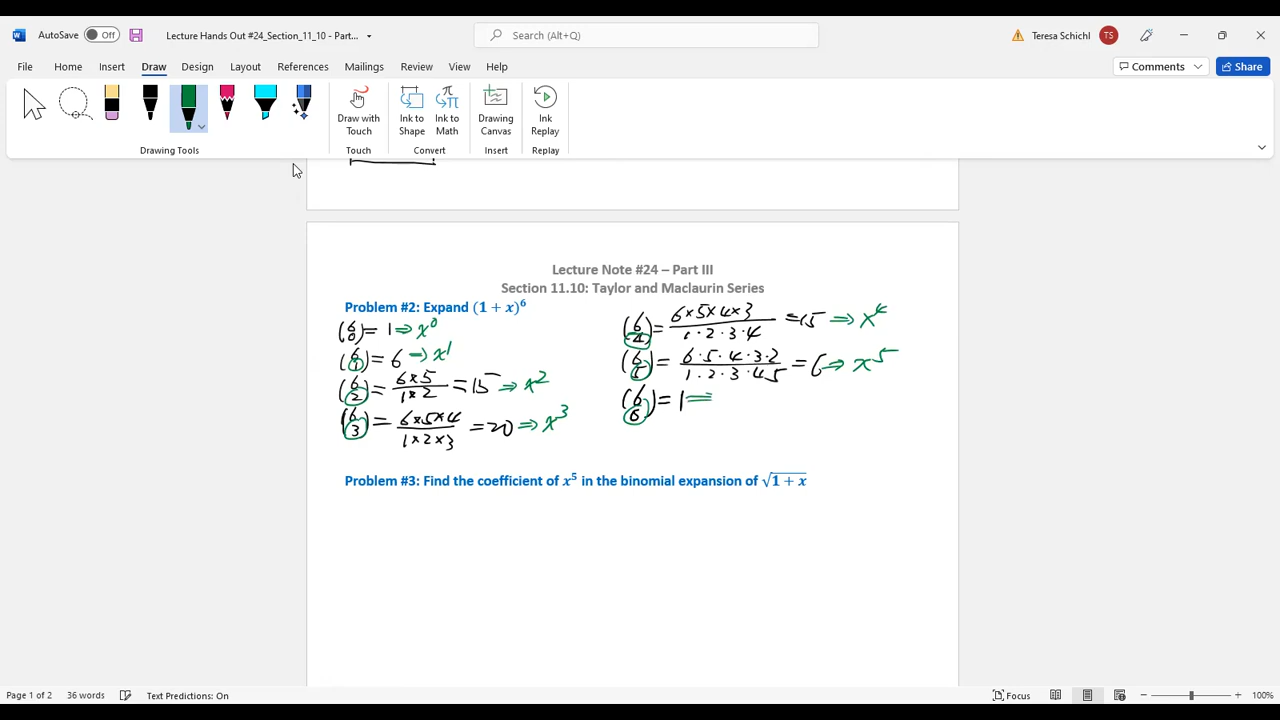 AutoSave Off Lecture Hands Out #24_Section_11_10 - Part... Search (Alt+Q) Teresa Schichl TS
File Home Insert Draw Design Layout References Mailings Review View Help Comments Share
Draw with Touch
Ink to Shape
Ink to Math
Drawing Canvas
Ink Replay
Drawing Tools Touch Convert Insert Replay
Lecture Note #24 – Part III
Section 11.10: Taylor and Maclaurin Series
Problem #2: Expand (1 + x)⁶
(6 0) = 1 ⇒ x⁰
(6 1) = 6 → x¹
(6 2) = 6×5 / 1×2 = 15 ⇒ x²
(6 3) = 6×5×4 / 1×2×3 = 20 ⇒ x³
(6 4) = 6×5×4×3 / 1·2·3·4 = 15 ⇒ x⁴
(6 5) = 6·5·4·3·2 / 1·2·3·4 5 = 6 ⇒ x⁵
(6 6) = 1 =
Problem #3: Find the coefficient of x⁵ in the binomial expansion of √1 + x
Page 1 of 2 36 words Text Predictions: On Focus 100%